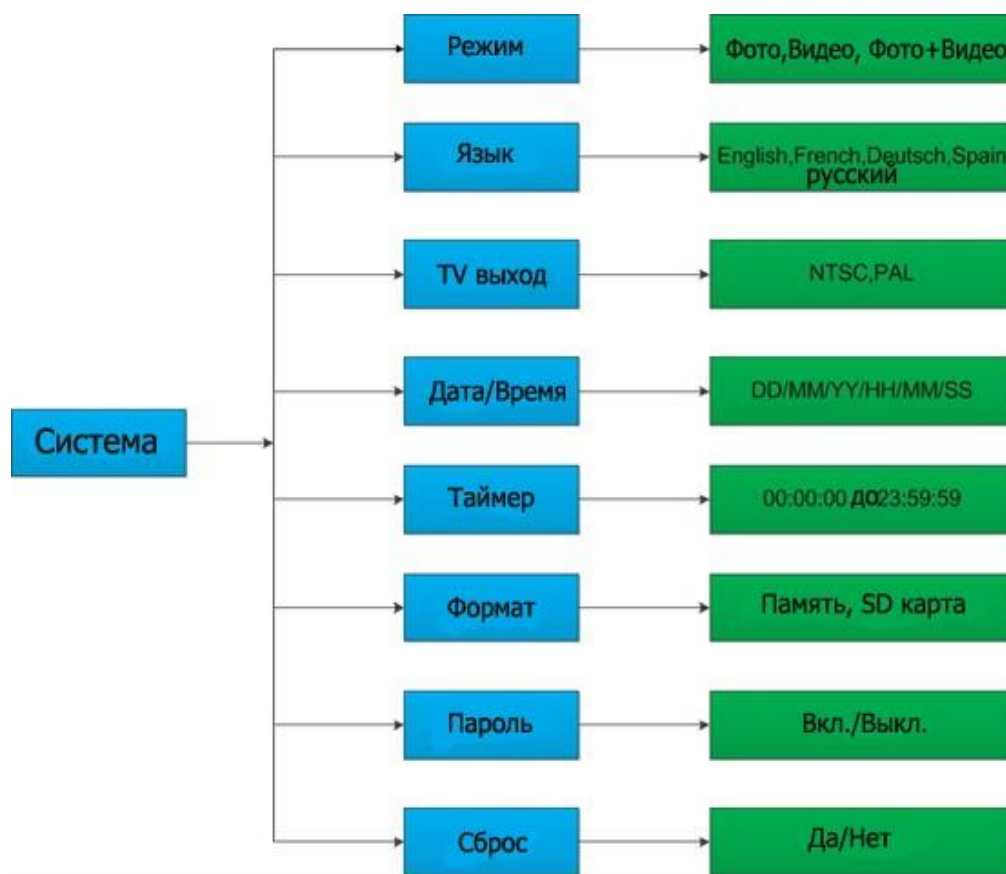 Режим
Фото,Видео, Фото+Видео
Язык
English,French,Deutsch,Spain
русский
TV выход
NTSC,PAL
Дата/Время
DD/MM/YY/HH/MM/SS
Система
Таймер
00:00:00 ДО23:59:59
Формат
Память, SD карта
Пароль
Вкл./Выкл.
Сброс
Да/Нет